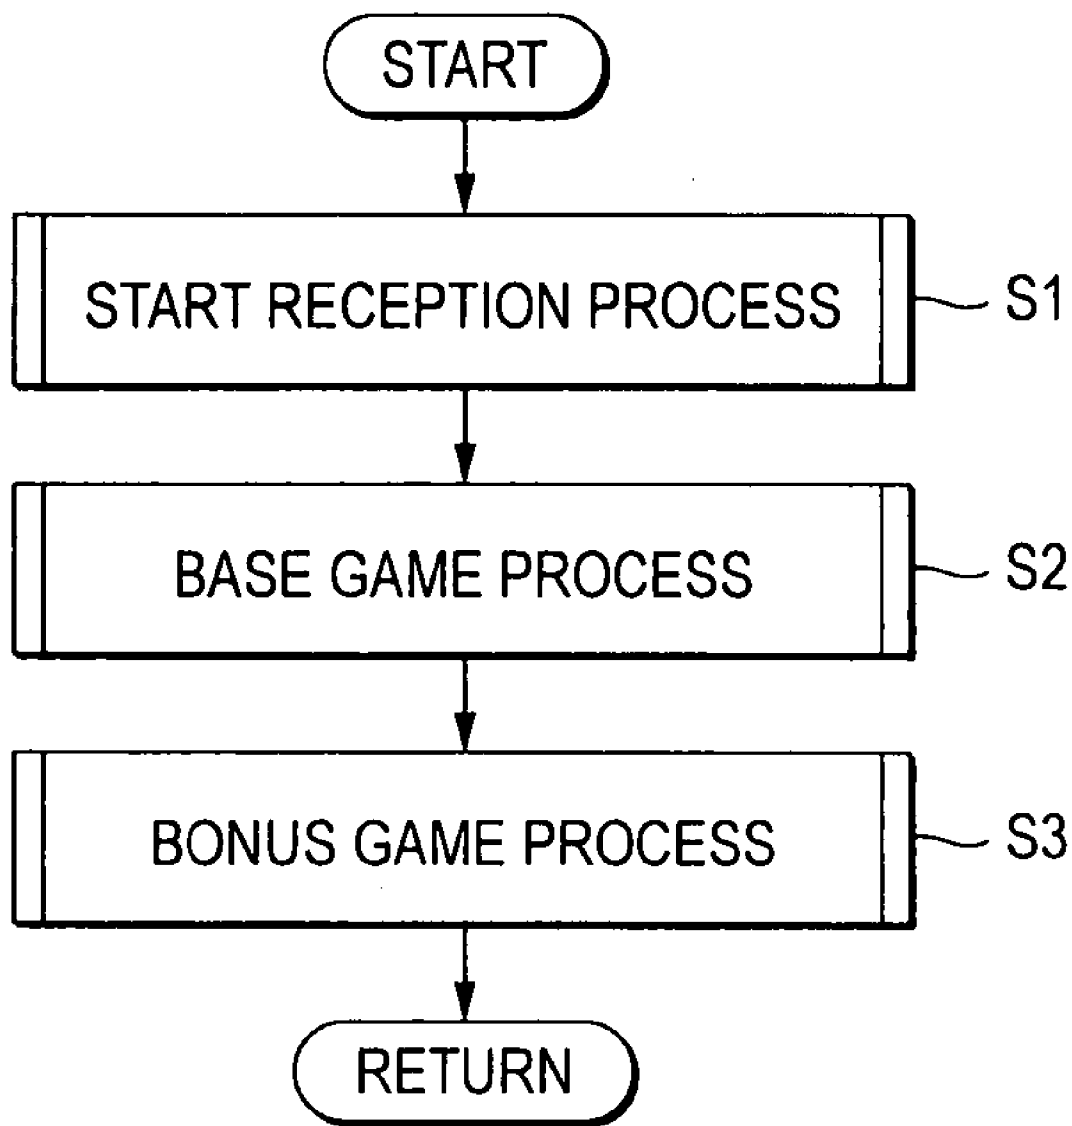 START
START RECEPTION PROCESS
S1
BASE GAME PROCESS
S2
BONUS GAME PROCESS
S3
RETURN